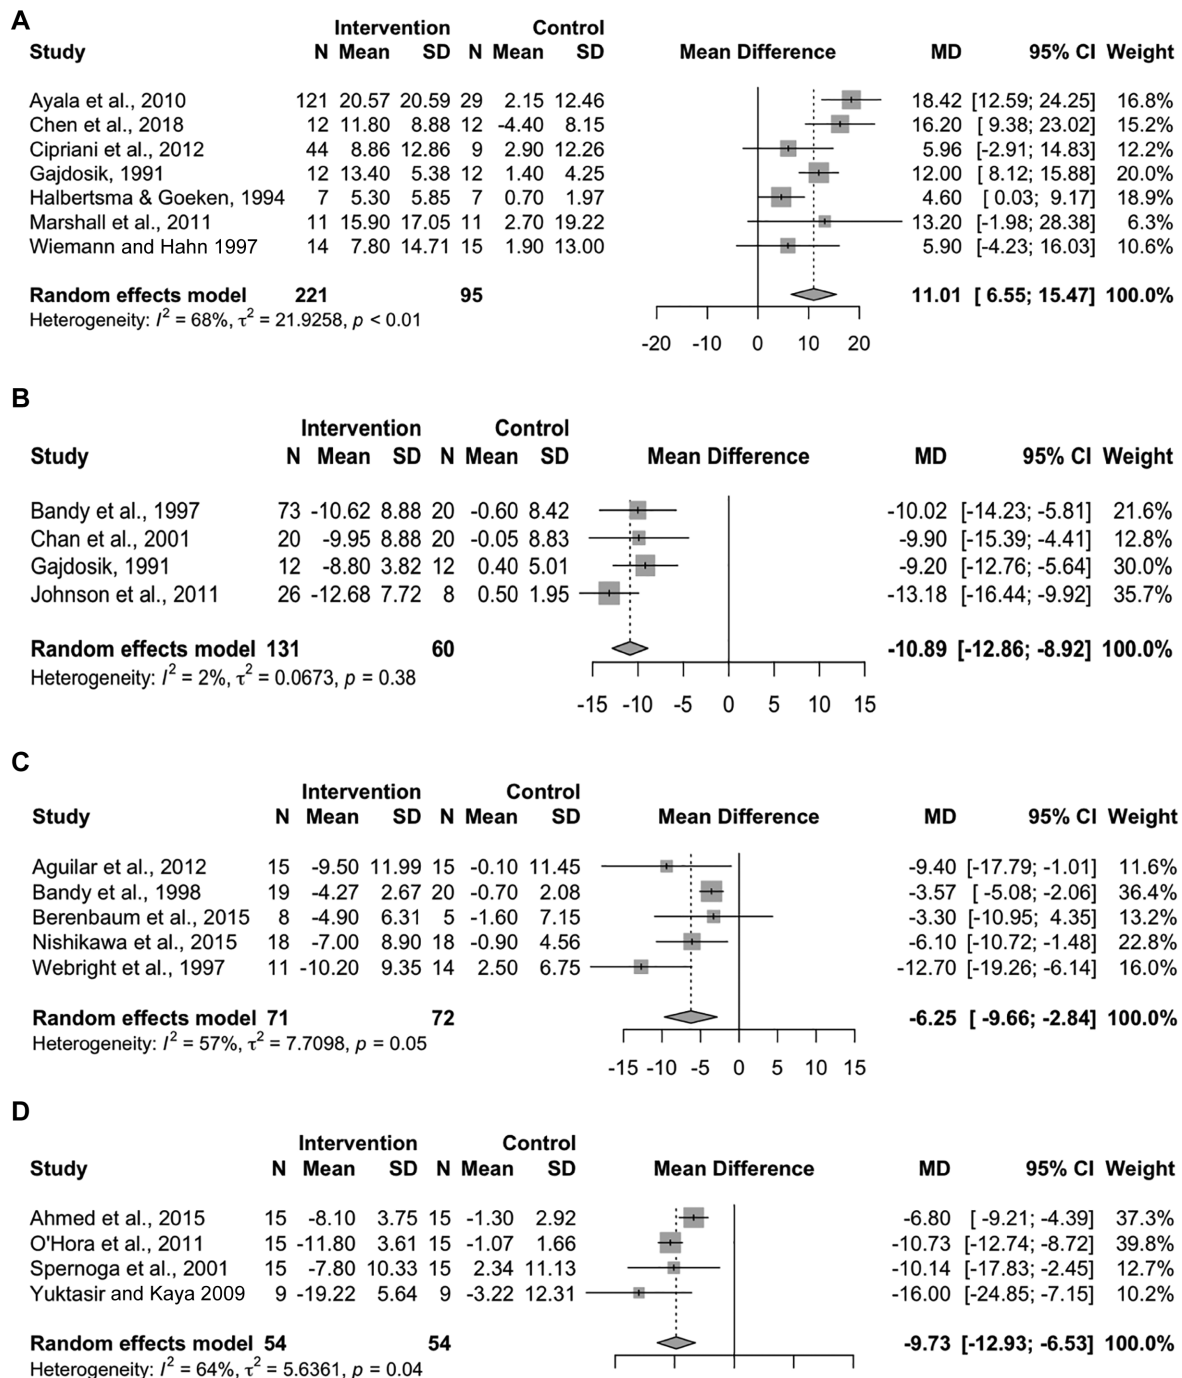 A
Intervention Control
Study N Mean SD N Mean SD Mean Difference MD 95% CI Weight
Ayala et al., 2010 121 20.57 20.59 29 2.15 12.46 18.42 [12.59; 24.25] 16.8%
Chen et al., 2018 12 11.80 8.88 12 -4.40 8.15 16.20 [ 9.38; 23.02] 15.2%
Cipriani et al., 2012 44 8.86 12.86 9 2.90 12.26 5.96 [-2.91; 14.83] 12.2%
Gajdosik, 1991 12 13.40 5.38 12 1.40 4.25 12.00 [ 8.12; 15.88] 20.0%
Halbertsma & Goeken, 1994 7 5.30 5.85 7 0.70 1.97 4.60 [ 0.03; 9.17] 18.9%
Marshall et al., 2011 11 15.90 17.05 11 2.70 19.22 13.20 [-1.98; 28.38] 6.3%
Wiemann and Hahn 1997 14 7.80 14.71 15 1.90 13.00 5.90 [-4.23; 16.03] 10.6%
Random effects model 221 95 11.01 [ 6.55; 15.47] 100.0%
Heterogeneity: I² = 68%, τ² = 21.9258, p < 0.01
-20 -10 0 10 20
B
Intervention Control
Study N Mean SD N Mean SD Mean Difference MD 95% CI Weight
Bandy et al., 1997 73 -10.62 8.88 20 -0.60 8.42 -10.02 [-14.23; -5.81] 21.6%
Chan et al., 2001 20 -9.95 8.88 20 -0.05 8.83 -9.90 [-15.39; -4.41] 12.8%
Gajdosik, 1991 12 -8.80 3.82 12 0.40 5.01 -9.20 [-12.76; -5.64] 30.0%
Johnson et al., 2011 26 -12.68 7.72 8 0.50 1.95 -13.18 [-16.44; -9.92] 35.7%
Random effects model 131 60 -10.89 [-12.86; -8.92] 100.0%
Heterogeneity: I² = 2%, τ² = 0.0673, p = 0.38
-15 -10 -5 0 5 10 15
C
Intervention Control
Study N Mean SD N Mean SD Mean Difference MD 95% CI Weight
Aguilar et al., 2012 15 -9.50 11.99 15 -0.10 11.45 -9.40 [-17.79; -1.01] 11.6%
Bandy et al., 1998 19 -4.27 2.67 20 -0.70 2.08 -3.57 [ -5.08; -2.06] 36.4%
Berenbaum et al., 2015 8 -4.90 6.31 5 -1.60 7.15 -3.30 [-10.95; 4.35] 13.2%
Nishikawa et al., 2015 18 -7.00 8.90 18 -0.90 4.56 -6.10 [-10.72; -1.48] 22.8%
Webright et al., 1997 11 -10.20 9.35 14 2.50 6.75 -12.70 [-19.26; -6.14] 16.0%
Random effects model 71 72 -6.25 [ -9.66; -2.84] 100.0%
Heterogeneity: I² = 57%, τ² = 7.7098, p = 0.05
-15 -10 -5 0 5 10 15
D
Intervention Control
Study N Mean SD N Mean SD Mean Difference MD 95% CI Weight
Ahmed et al., 2015 15 -8.10 3.75 15 -1.30 2.92 -6.80 [ -9.21; -4.39] 37.3%
O'Hora et al., 2011 15 -11.80 3.61 15 -1.07 1.66 -10.73 [-12.74; -8.72] 39.8%
Spernoga et al., 2001 15 -7.80 10.33 15 2.34 11.13 -10.14 [-17.83; -2.45] 12.7%
Yuktasir and Kaya 2009 9 -19.22 5.64 9 -3.22 12.31 -16.00 [-24.85; -7.15] 10.2%
Random effects model 54 54 -9.73 [-12.93; -6.53] 100.0%
Heterogeneity: I² = 64%, τ² = 5.6361, p = 0.04